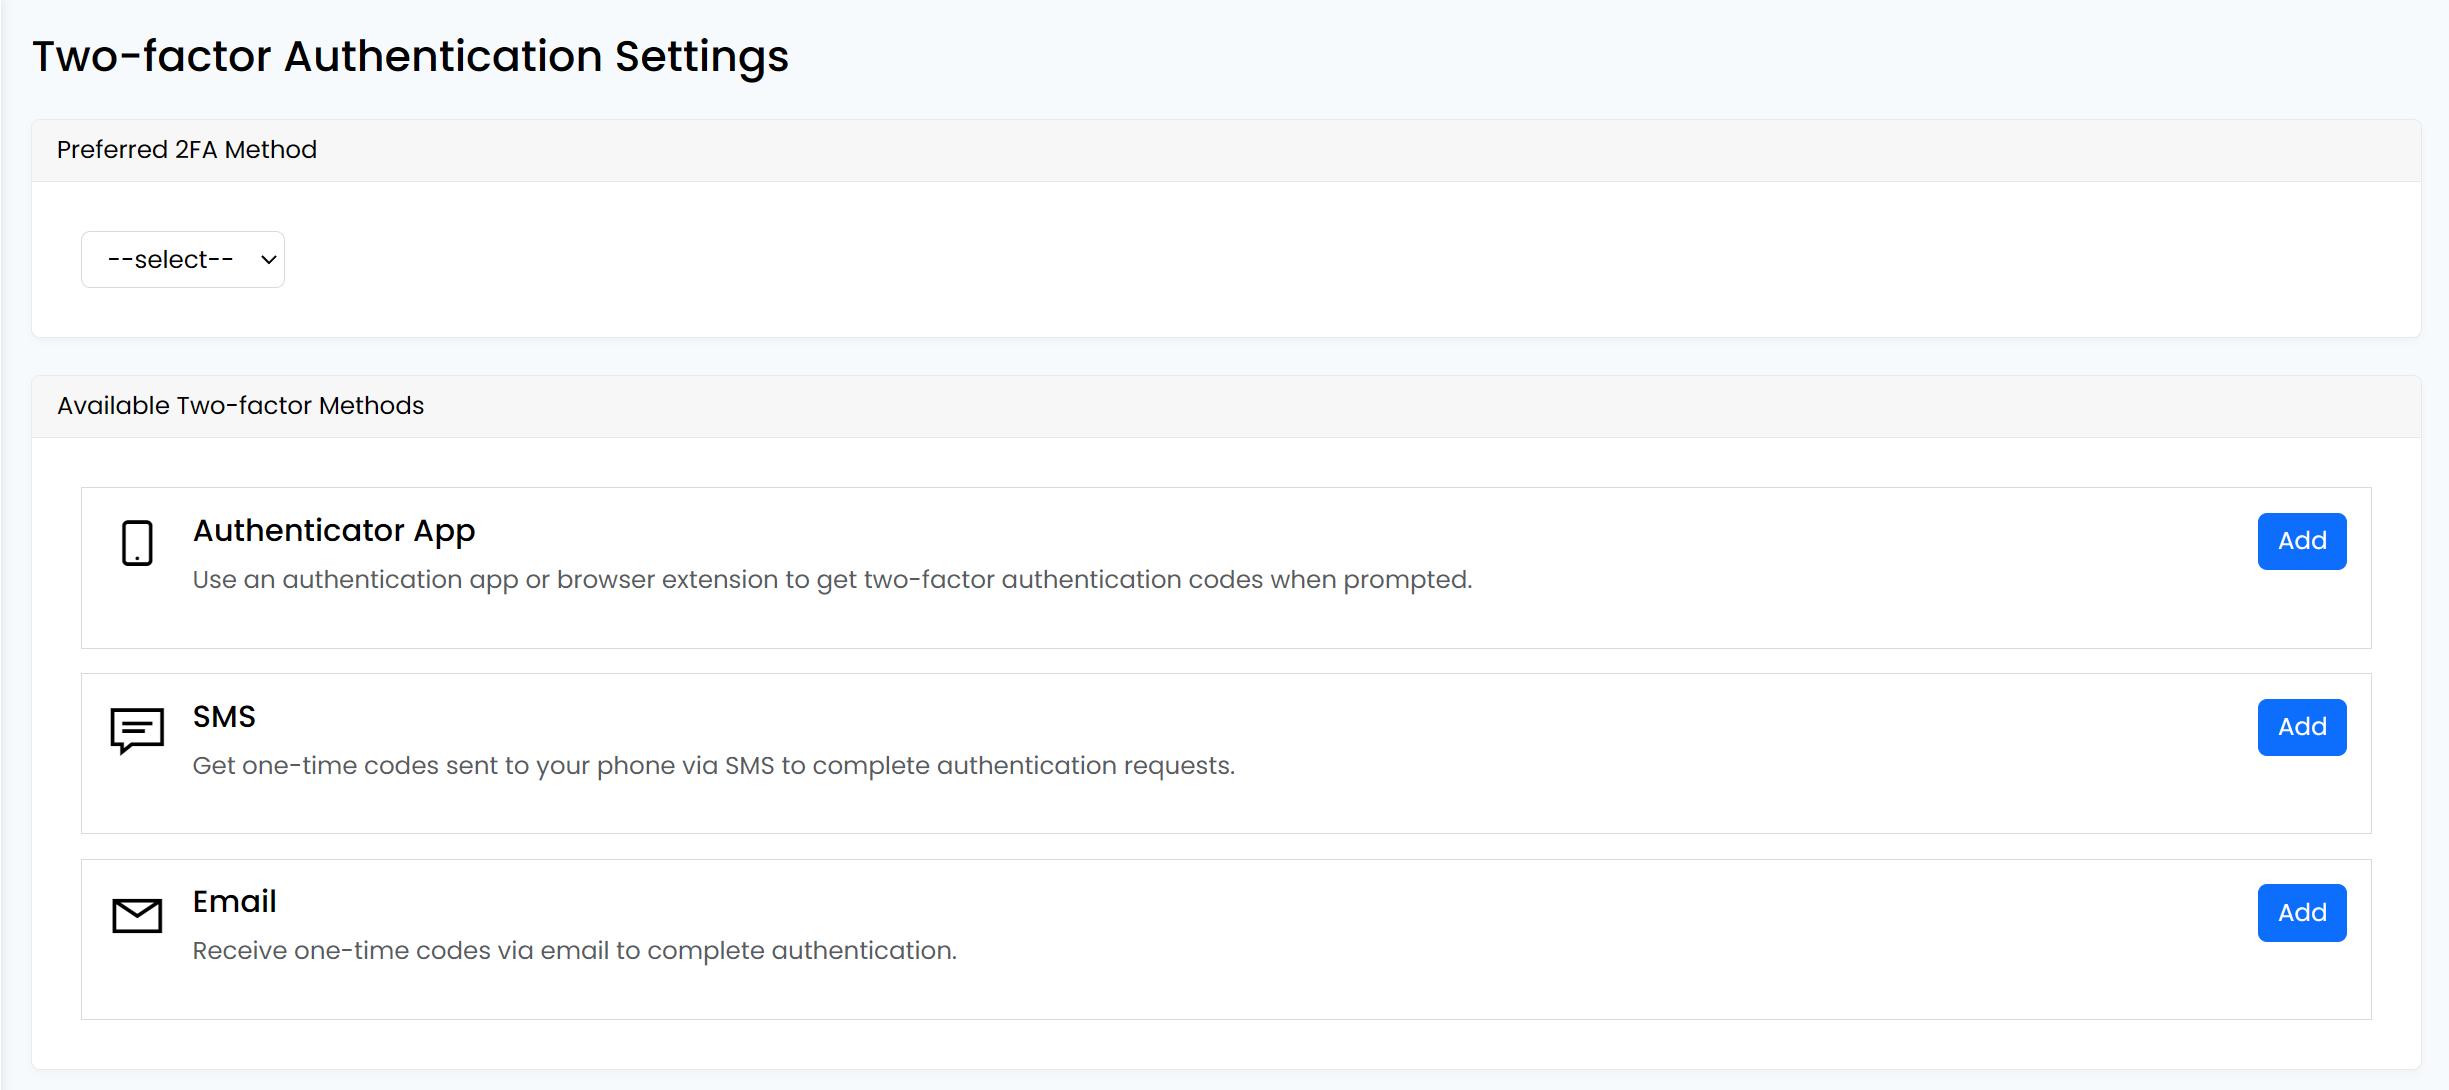 Two-factor Authentication Settings
Preferred 2FA Method
--select--
Available Two-factor Methods
Authenticator App
Add
Use an authentication app or browser extension to get two-factor authentication codes when prompted.
SMS
Add
Get one-time codes sent to your phone via SMS to complete authentication requests.
Email
Add
Receive one-time codes via email to complete authentication.